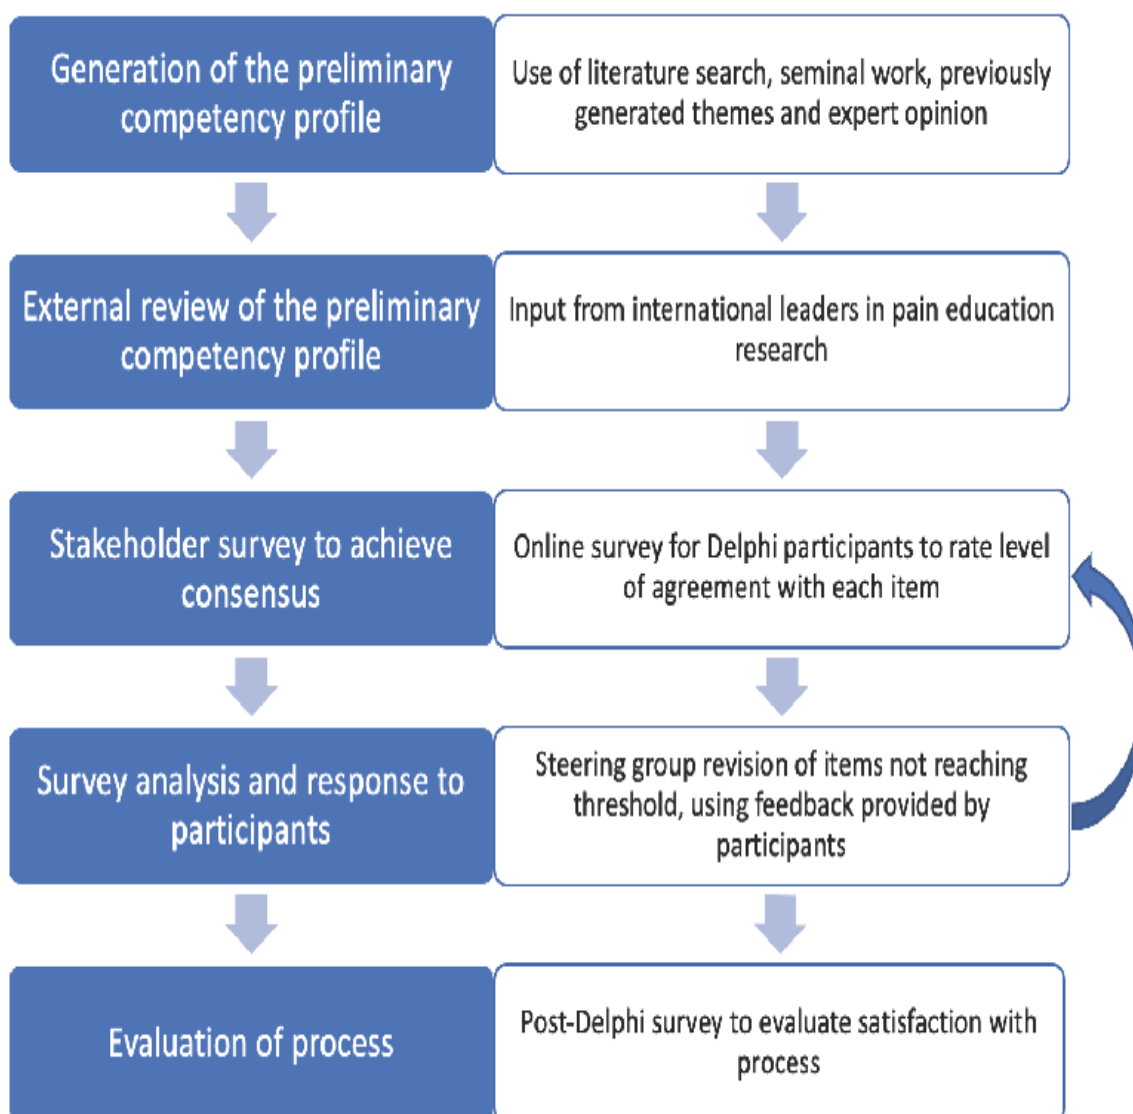 Generation of the preliminary
competency profile
Use of literature search, seminal work, previously
generated themes and expert opinion
External review of the preliminary
competency profile
Input from international leaders in pain education
research
Stakeholder survey to achieve
consensus
Online survey for Delphi participants to rate level
of agreement with each item
Survey analysis and response to
participants
Steering group revision of items not reaching
threshold, using feedback provided by
participants
Evaluation of process
Post-Delphi survey to evaluate satisfaction with
process